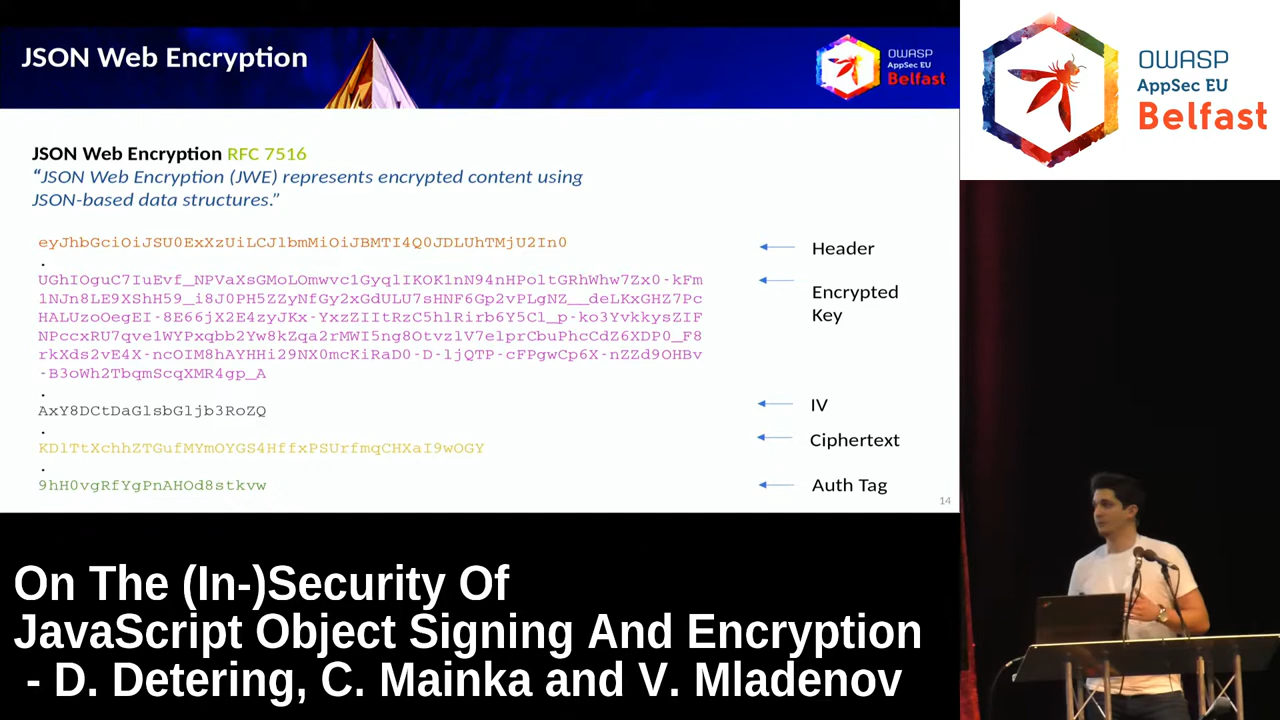 JSON Web Encryption
OWASP
AppSec EU
Belfast
OWASP
AppSec EU
Belfast
JSON Web Encryption RFC 7516
“JSON Web Encryption (JWE) represents encrypted content using
JSON-based data structures.”
eyJhbGciOiJSU0ExXzUiLCJlbmMiOiJBMTI4Q0JDLUhTMjU2In0
.
UGhIOguC7IuEvf_NPVaXsGMoLOmwvc1GyqlIKOK1nN94nHPoltGRhWhw7Zx0-kFm
1NJn8LE9XShH59_i8J0PH5ZZyNfGy2xGdULU7sHNF6Gp2vPLgNZ__deLKxGHZ7Pc
HALUzoOegEI-8E66jX2E4zyJKx-YxzZIItRzC5hlRirb6Y5Cl_p-ko3YvkkysZIF
NPccxRU7qve1WYPxqbb2Yw8kZqa2rMWI5ng8OtvzlV7elprCbuPhcCdZ6XDP0_F8
rkXds2vE4X-ncOIM8hAYHHi29NX0mcKiRaD0-D-ljQTP-cFPgwCp6X-nZZd9OHBv
-B3oWh2TbqmScqXMR4gp_A
.
AxY8DCtDaGlsbGljb3RoZQ
.
KDlTtXchhZTGufMYmOYGS4HffxPSUrfmqCHXaI9wOGY
.
9hH0vgRfYgPnAHOd8stkvw
Header
Encrypted
Key
IV
Ciphertext
Auth Tag
14
On The (In-)Security Of
JavaScript Object Signing And Encryption
- D. Detering, C. Mainka and V. Mladenov